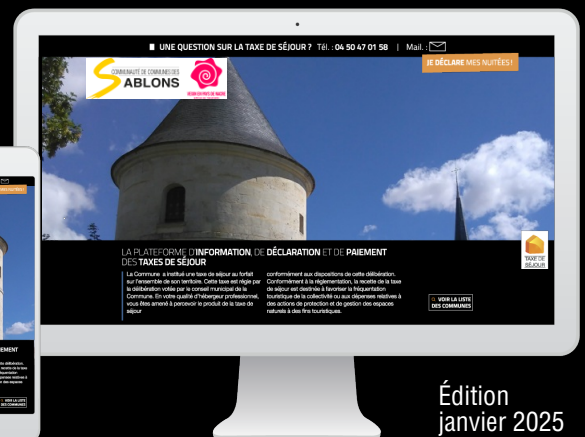 UNE QUESTION SUR LA TAXE DE SÉJOUR ? Tél. : 04 50 47 01 58 | Mail. :
JE DÉCLARE MES NUITÉES !
COMMUNAUTÉ DE COMMUNES DES
SABLONS
LA PLATEFORME D'INFORMATION, DE DÉCLARATION ET DE PAIEMENT
DES TAXES DE SÉJOUR
La Commune a institué une taxe de séjour au forfait
sur l'ensemble de son territoire. Cette taxe est régie par
la délibération votée par le conseil municipal de la
Commune. En votre qualité d'hébergeur professionnel,
vous êtes amené à percevoir le produit de la taxe de
séjour
conformément aux dispositions de cette délibération.
Conformément à la réglementation, la recette de la taxe
de séjour est destinée à favoriser la fréquentation
touristique de la collectivité ou aux dépenses relatives à
des actions de protection et de gestion des espaces
naturels à des fins touristiques.
TAXE DE
SÉJOUR
VOIR LA LISTE
DES COMMUNES
Édition
janvier 2025